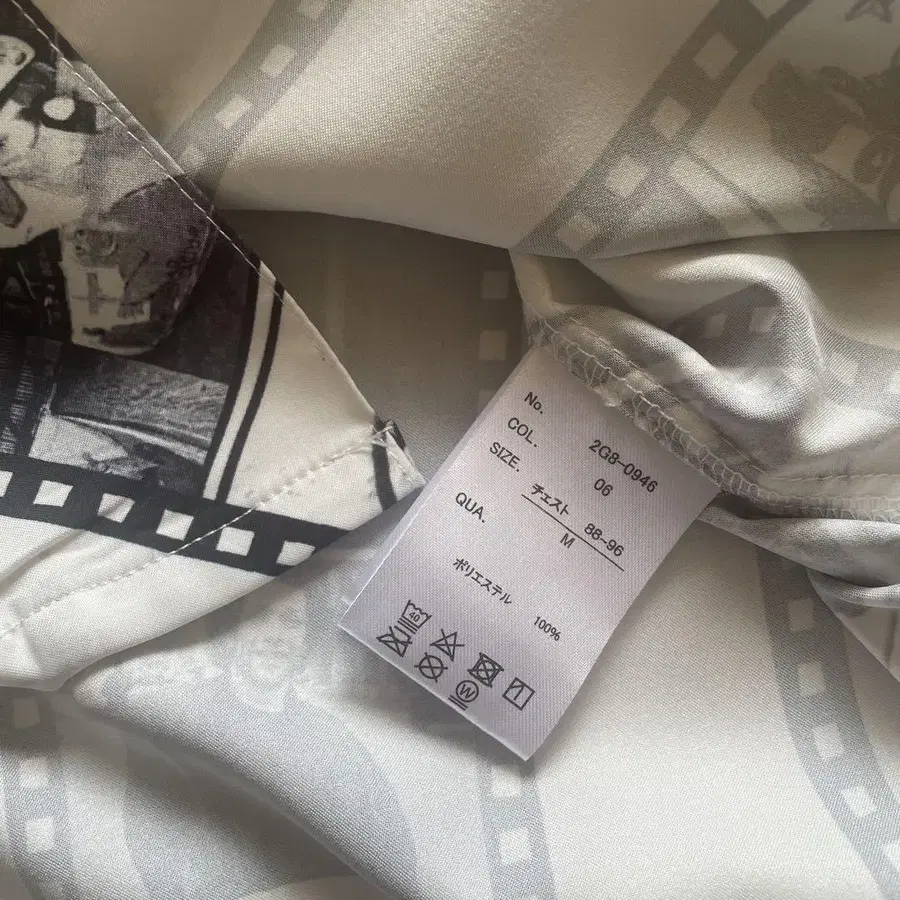 No. 2G8-0946
COL. 06
SIZE. チェスト 88-96
M
QUA.
ポリエステル 100%
40
W